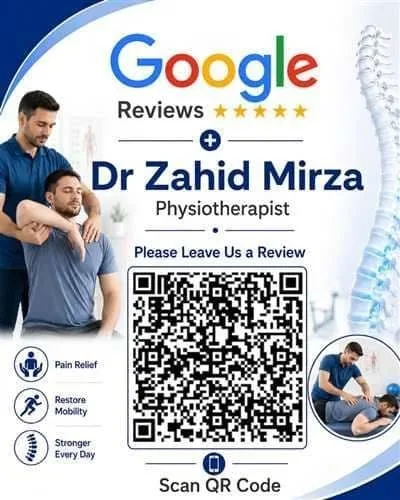 Google
Reviews
Dr Zahid Mirza
Physiotherapist
Please Leave Us a Review
Pain Relief
Restore
Mobility
Stronger
Every Day
Scan QR Code